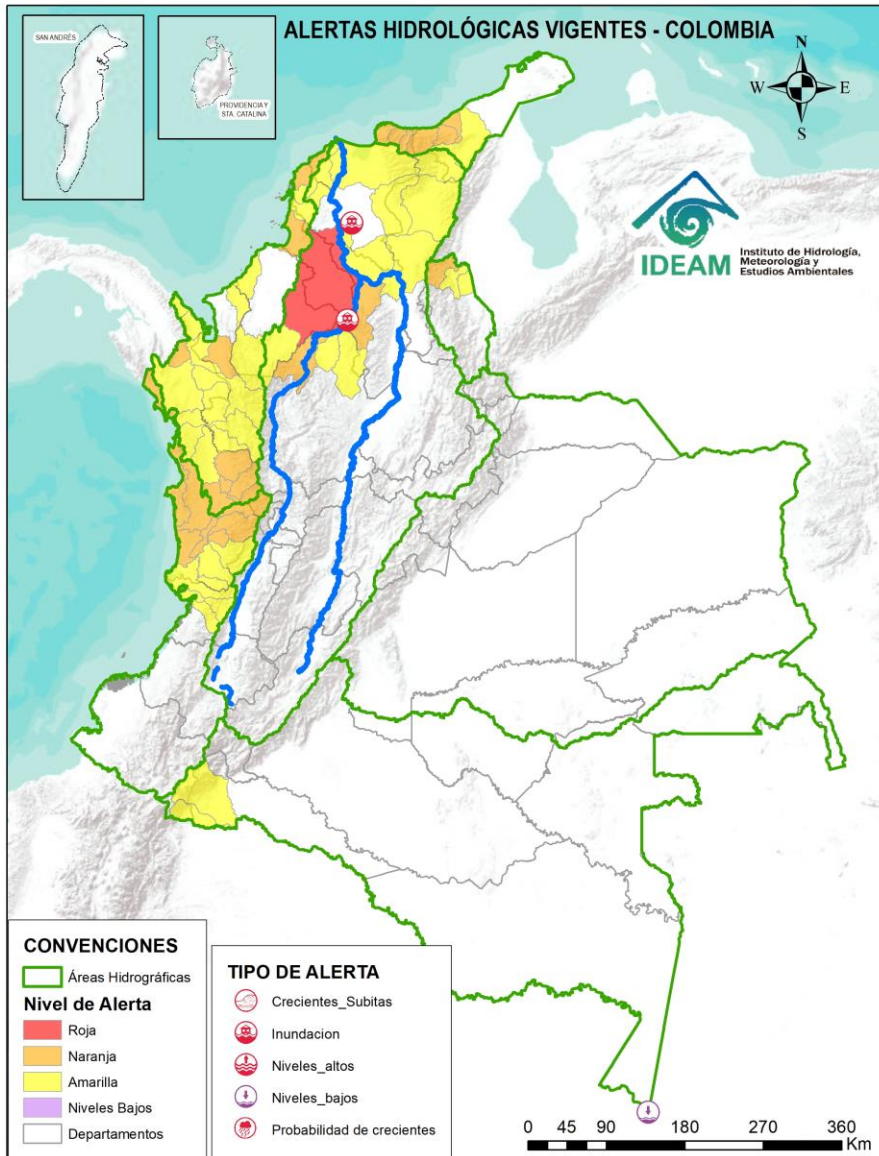 SAN ANDRÉS
PROVIDENCIA Y
STA. CATALINA
ALERTAS HIDROLÓGICAS VIGENTES - COLOMBIA
N
W E
S
IDEAM
Instituto de Hidrología,
Meteorología y
Estudios Ambientales
CONVENCIONES
Áreas Hidrográficas
Nivel de Alerta
Roja
Naranja
Amarilla
Niveles Bajos
Departamentos
TIPO DE ALERTA
Crecientes_Subitas
Inundacion
Niveles_altos
Niveles_bajos
Probabilidad de crecientes
0 45 90 180 270 360
Km